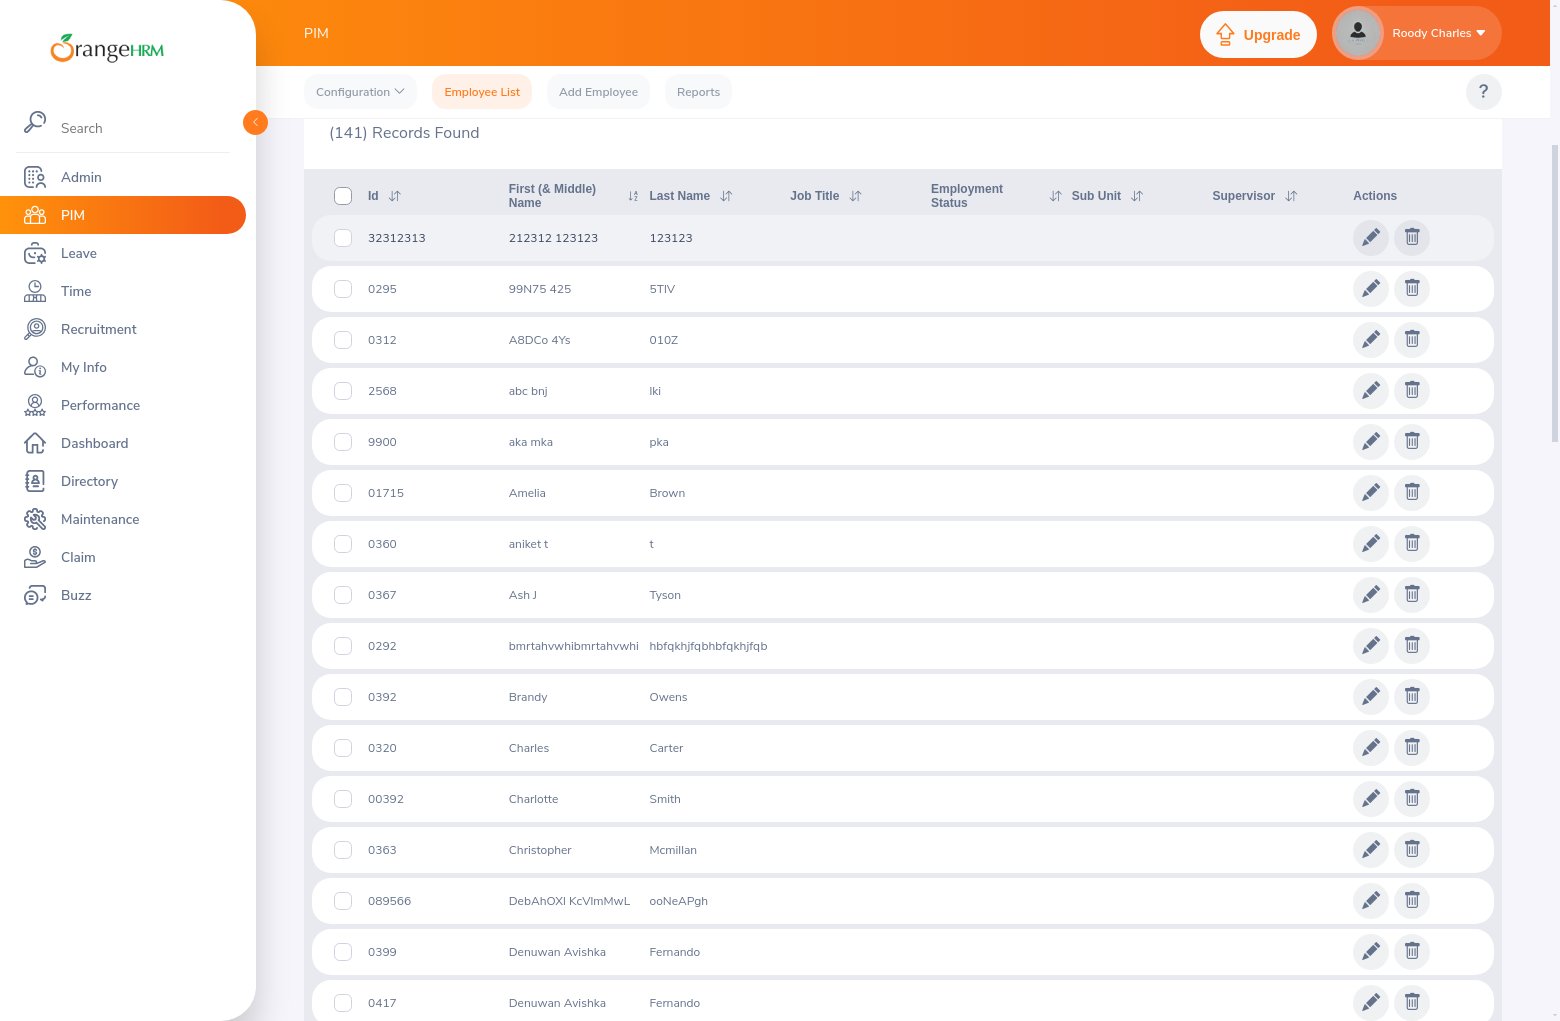 OrangeHRM
PIM
Upgrade
Roody Charles
Configuration
Employee List
Add Employee
Reports
?
Search
Admin
PIM
Leave
Time
Recruitment
My Info
Performance
Dashboard
Directory
Maintenance
Claim
Buzz
(141) Records Found
Id First (& Middle) Name Last Name Job Title Employment Status Sub Unit Supervisor Actions
32312313 212312 123123 123123
0295 99N75 425 5TIV
0312 A8DCo 4Ys 010Z
2568 abc bnj lki
9900 aka mka pka
01715 Amelia Brown
0360 aniket t t
0367 Ash J Tyson
0292 bmrtahvwhibmrtahvwhi hbfqkhjfqbhbfqkhjfqb
0392 Brandy Owens
0320 Charles Carter
00392 Charlotte Smith
0363 Christopher Mcmillan
089566 DebAhOXl KcVlmMwL ooNeAPgh
0399 Denuwan Avishka Fernando
0417 Denuwan Avishka Fernando